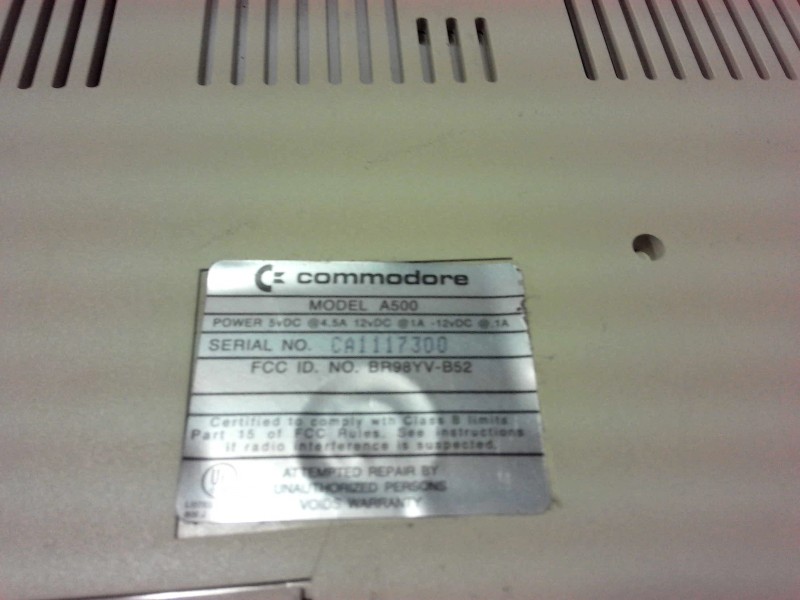 commodore
MODEL A500
POWER 5vDC @4.5A 12vDC @1A -12vDC @.1A
SERIAL NO. CA1117300
FCC ID. NO. BR98YV-B52
Certified to comply with Class B limits
Part 15 of FCC Rules. See instructions
if radio interference is suspected.
ATTEMPTED REPAIR BY
UNAUTHORIZED PERSONS
VOIDS WARRANTY
UL